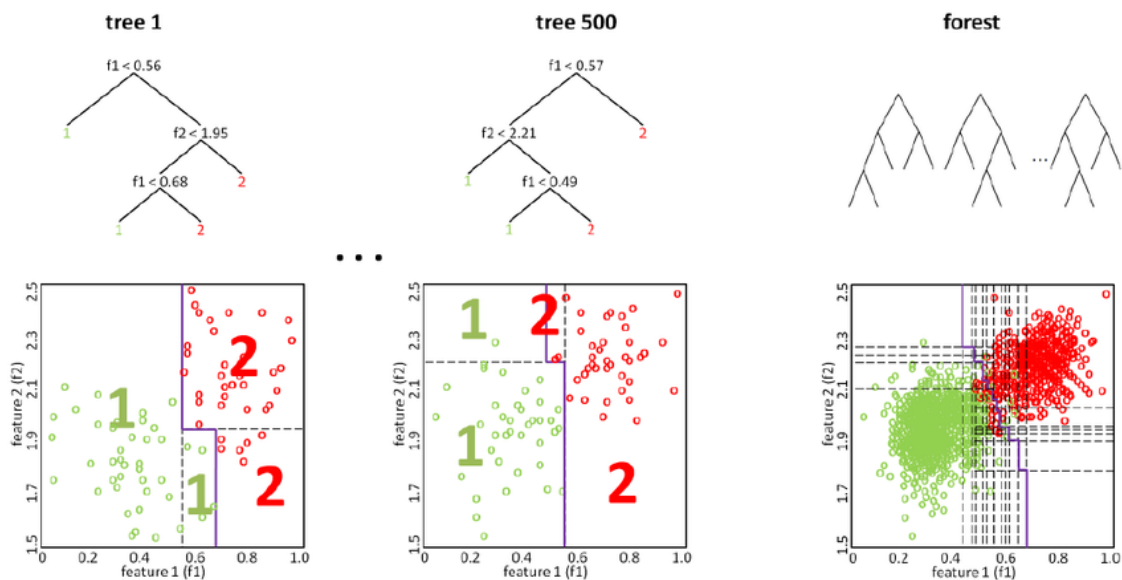 tree 1
f1 < 0.56
1
f2 < 1.95
f1 < 0.68
2
1
2
tree 500
f1 < 0.57
f2 < 2.21
2
1
f1 < 0.49
1
2
forest
...
...
2.5
2.3
2.1
1.9
1.7
1.5
feature 2 (f2)
1
2
1
2
0 0.2 0.4 0.6 0.8 1.0
feature 1 (f1)
2.5
2.3
2.1
1.9
1.7
1.5
feature 2 (f2)
1
2
1
2
0 0.2 0.4 0.6 0.8 1.0
feature 1 (f1)
2.5
2.3
2.1
1.9
1.7
1.5
feature 2 (f2)
0 0.2 0.4 0.6 0.8 1.0
feature 1 (f1)